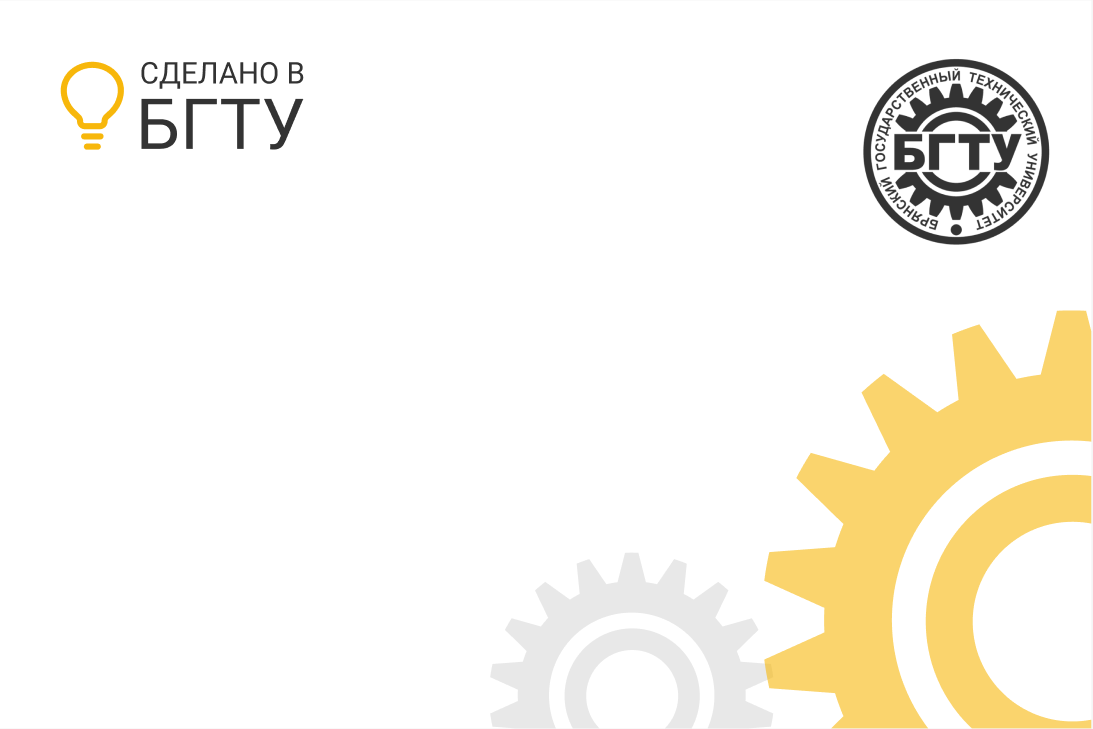 СДЕЛАНО В
БГТУ
БРЯНСКИЙ ГОСУДАРСТВЕННЫЙ ТЕХНИЧЕСКИЙ УНИВЕРСИТЕТ
БГТУ